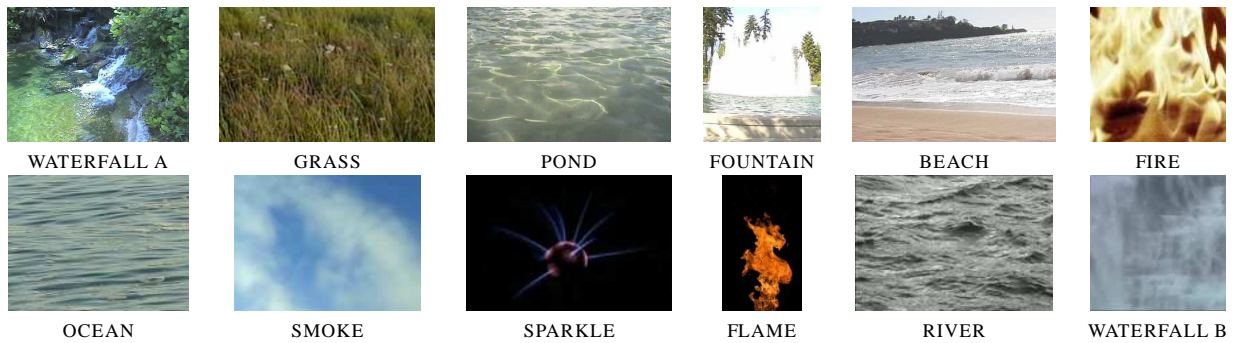 WATERFALL A
GRASS
POND
FOUNTAIN
BEACH
FIRE
OCEAN
SMOKE
SPARKLE
FLAME
RIVER
WATERFALL B